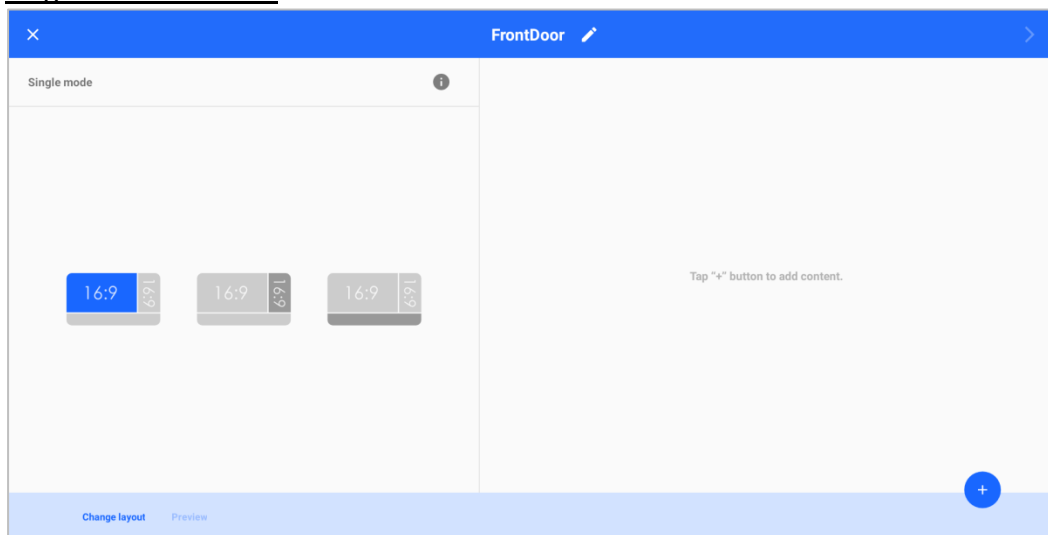 FrontDoor
Single mode
16:9 16:9
16:9 16:9
16:9 16:9
Tap "+" button to add content.
+
Change layout Preview